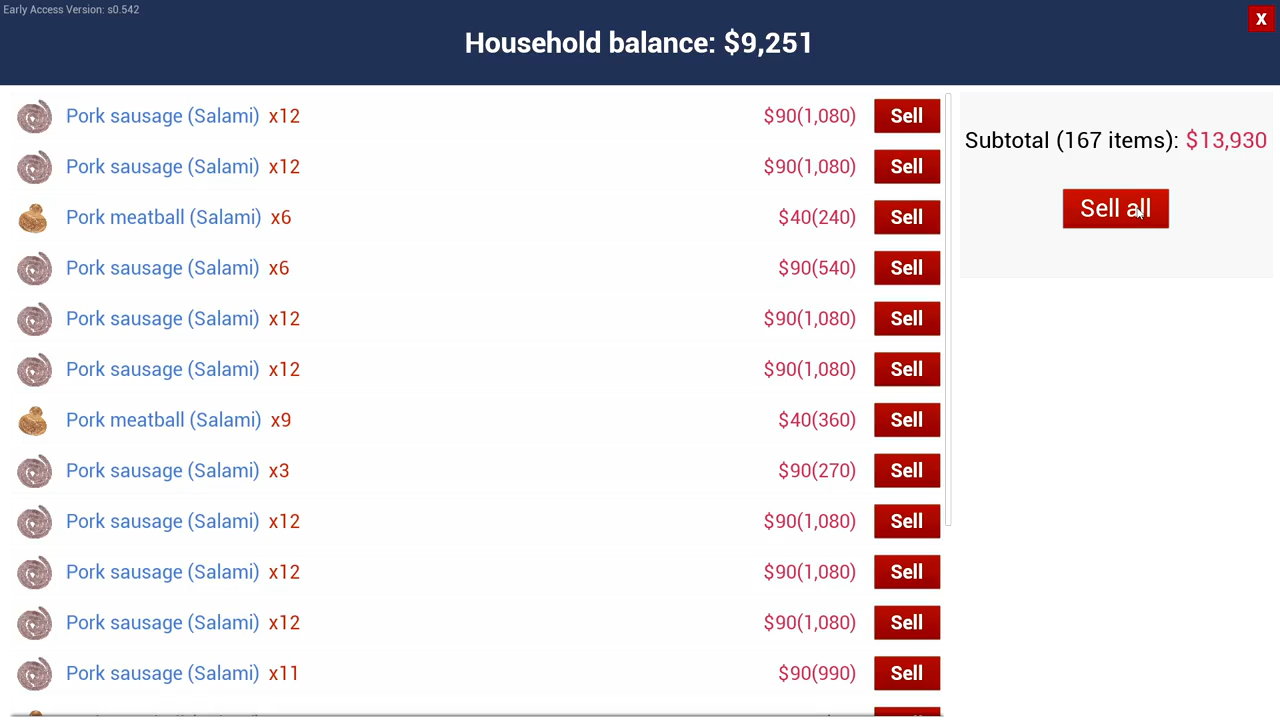 Early Access Version: s0.542
X
Household balance: $9,251
Pork sausage (Salami) x12 $90(1,080) Sell
Pork sausage (Salami) x12 $90(1,080) Sell
Pork meatball (Salami) x6 $40(240) Sell
Pork sausage (Salami) x6 $90(540) Sell
Pork sausage (Salami) x12 $90(1,080) Sell
Pork sausage (Salami) x12 $90(1,080) Sell
Pork meatball (Salami) x9 $40(360) Sell
Pork sausage (Salami) x3 $90(270) Sell
Pork sausage (Salami) x12 $90(1,080) Sell
Pork sausage (Salami) x12 $90(1,080) Sell
Pork sausage (Salami) x12 $90(1,080) Sell
Pork sausage (Salami) x11 $90(990) Sell
Subtotal (167 items): $13,930
Sell all